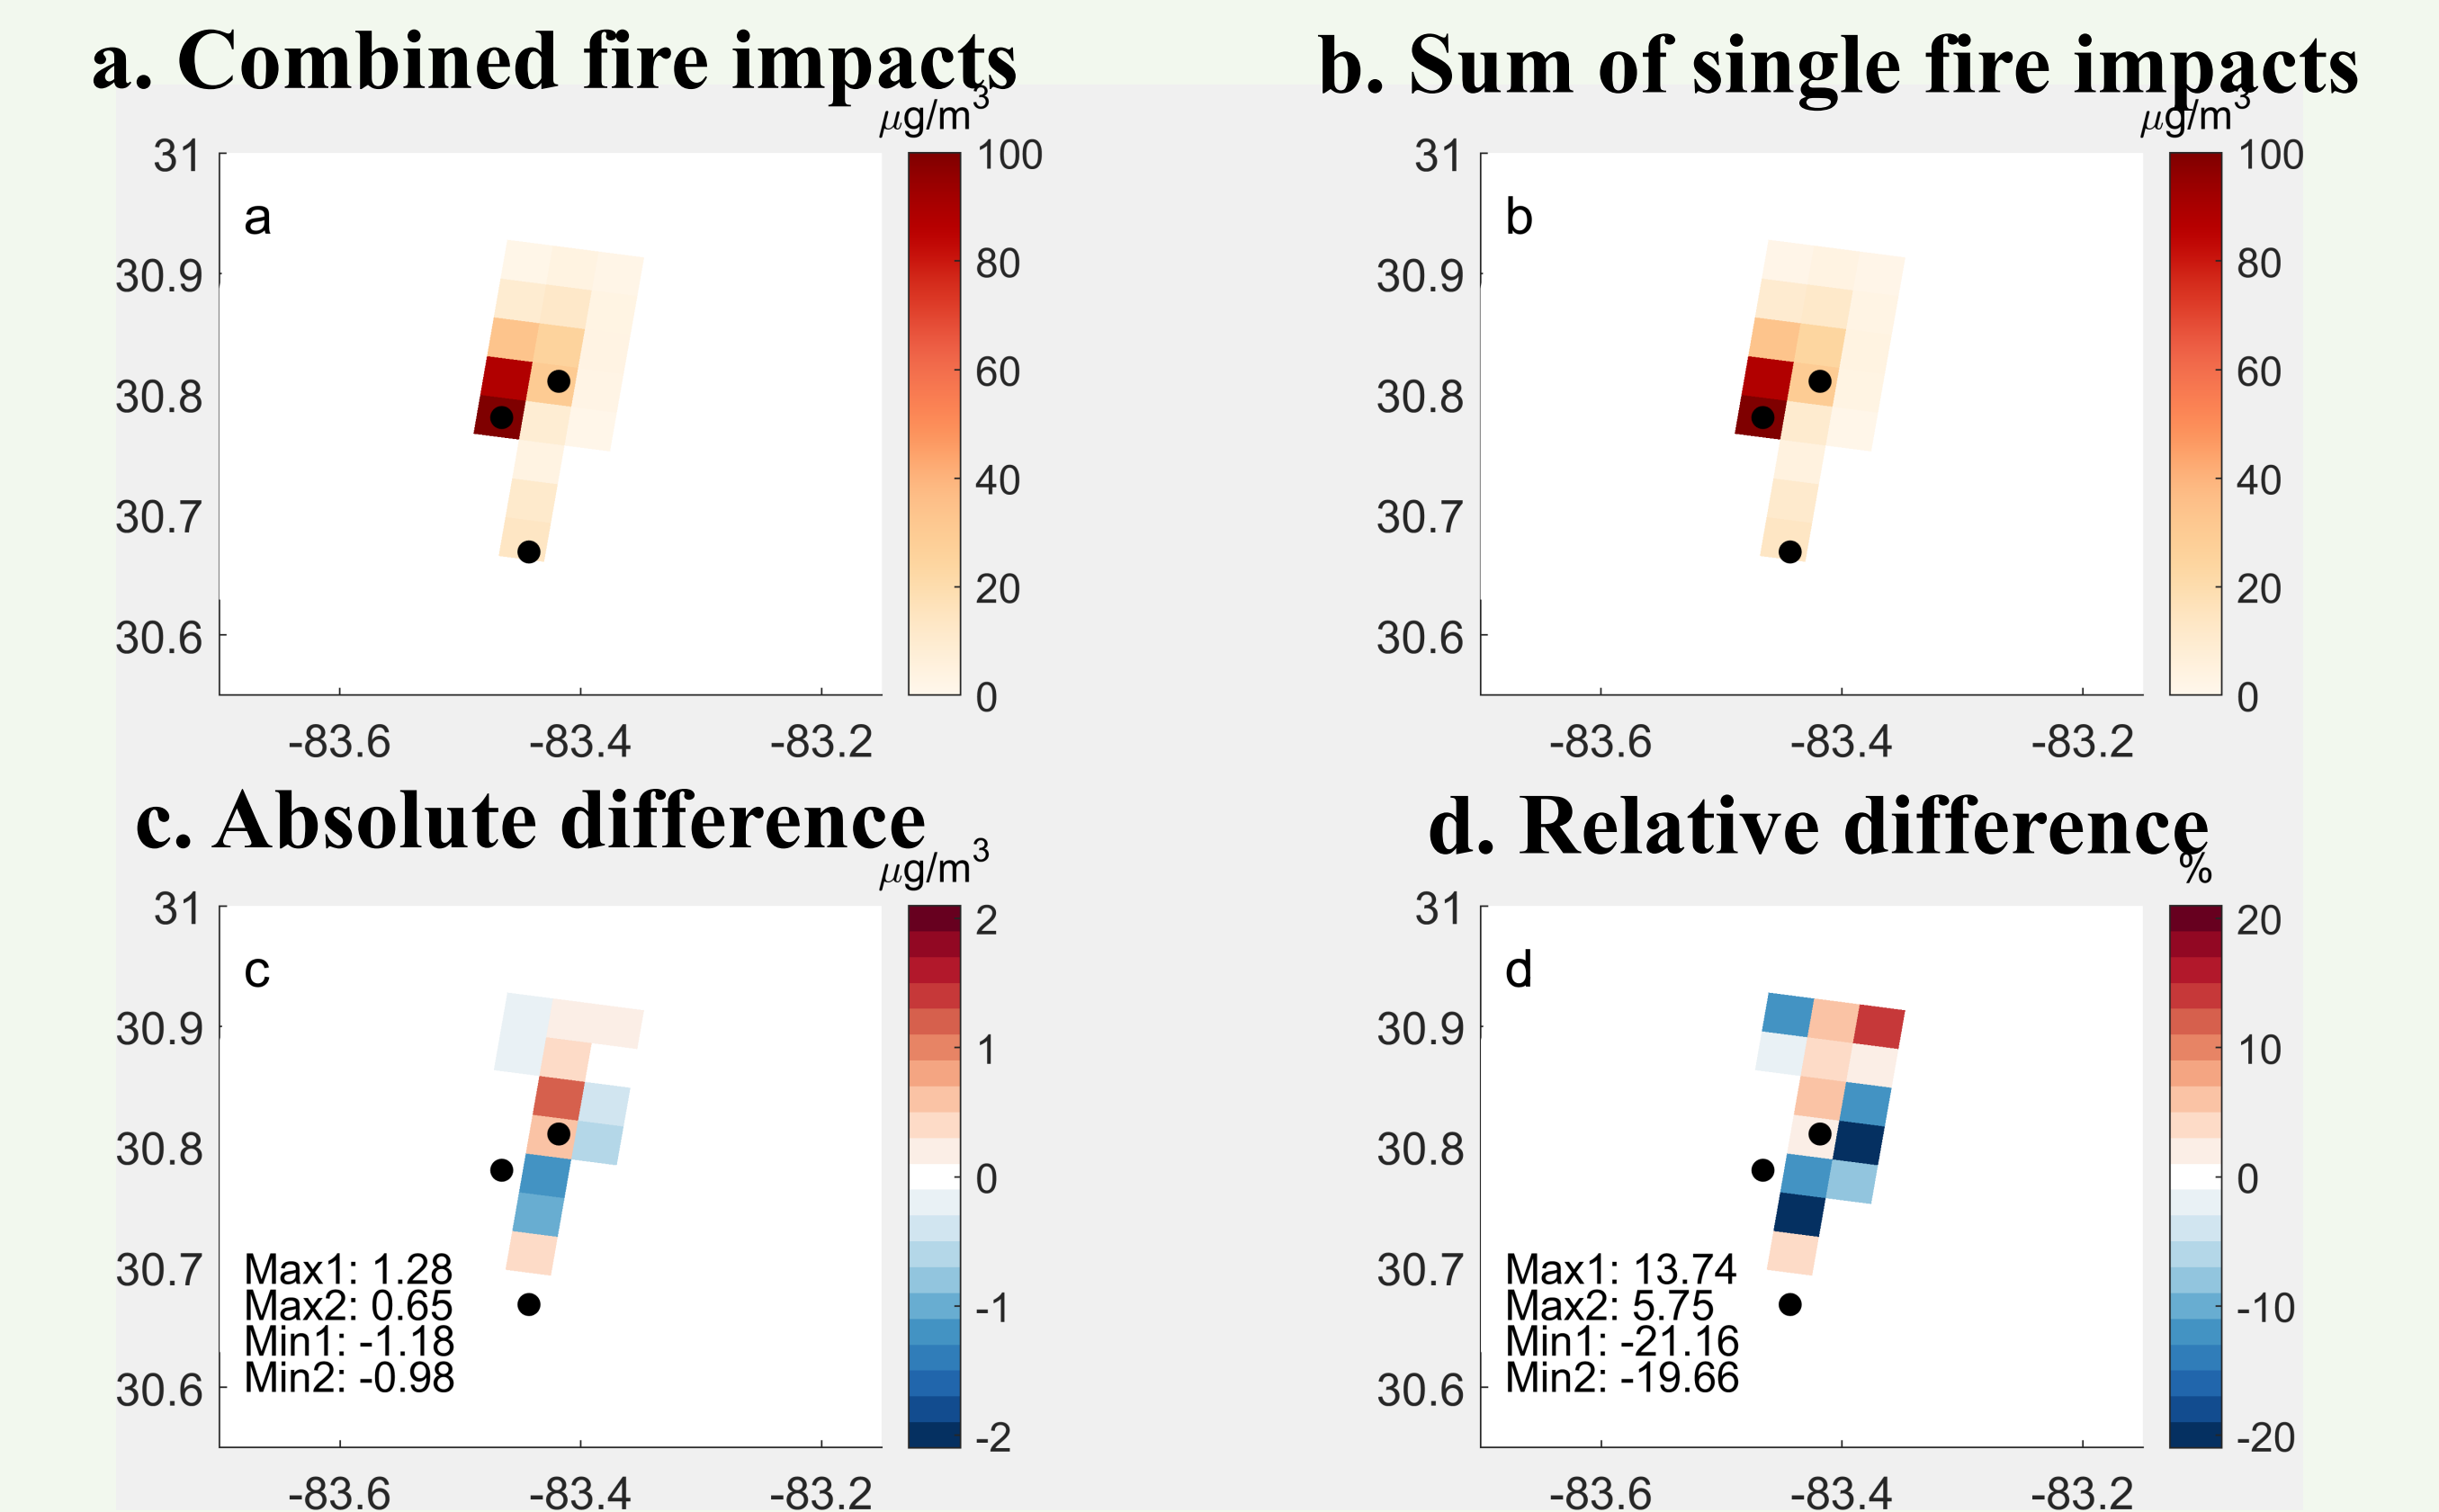 a. Combined fire impacts
b. Sum of single fire impacts
μg/m³
μg/m³
31
a
100
31
b
100
30.9
80
30.9
80
30.8
60
30.8
60
30.7
40
30.7
40
30.6
20
30.6
20
0
0
-83.6 -83.4 -83.2
-83.6 -83.4 -83.2
c. Absolute difference
d. Relative difference
μg/m³
%
31
c
2
31
d
20
30.9
1
30.9
10
30.8
0
30.8
0
30.7
-1
30.7
-10
30.6
-2
30.6
-20
Max1: 1.28
Max2: 0.65
Min1: -1.18
Min2: -0.98
Max1: 13.74
Max2: 5.75
Min1: -21.16
Min2: -19.66
-83.6 -83.4 -83.2
-83.6 -83.4 -83.2